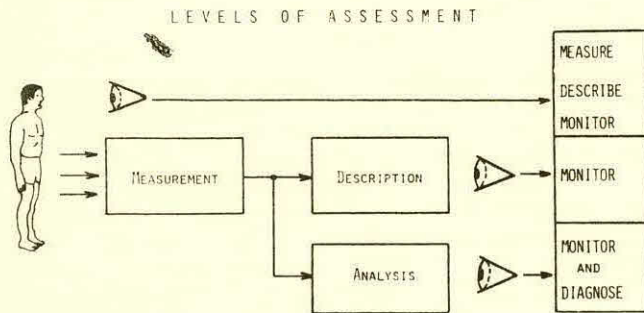 LEVELS OF ASSESSMENT
MEASURE
DESCRIBE
MONITOR
MEASUREMENT
DESCRIPTION
MONITOR
ANALYSIS
MONITOR
AND
DIAGNOSE